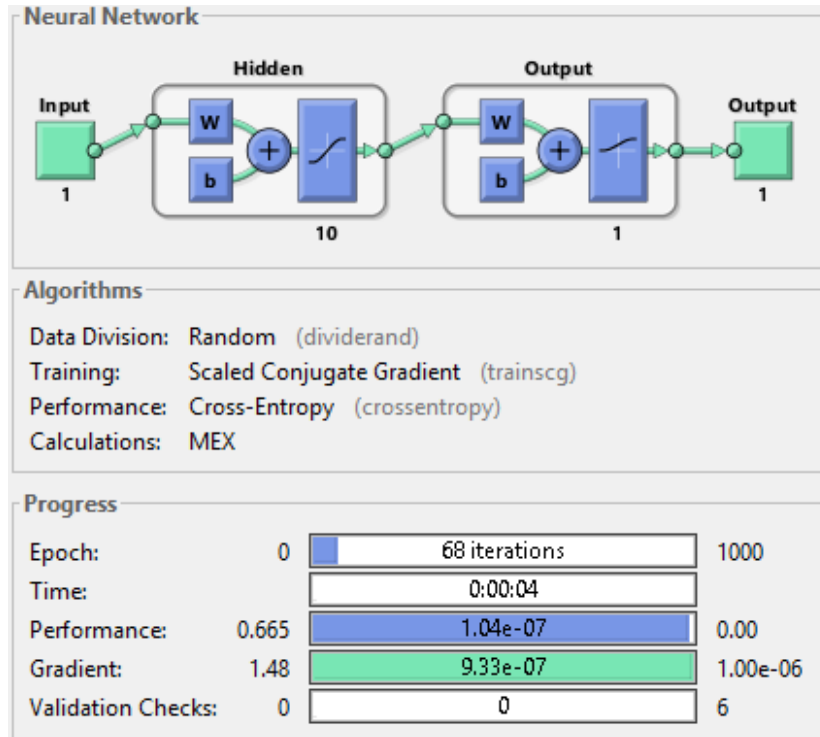 Neural Network
Hidden Output
Input Output
W W
b b
1 1
10 1
Algorithms
Data Division: Random (dividerand)
Training: Scaled Conjugate Gradient (trainscg)
Performance: Cross-Entropy (crossentropy)
Calculations: MEX
Progress
Epoch: 0 68 iterations 1000
Time: 0:00:04
Performance: 0.665 1.04e-07 0.00
Gradient: 1.48 9.33e-07 1.00e-06
Validation Checks: 0 0 6